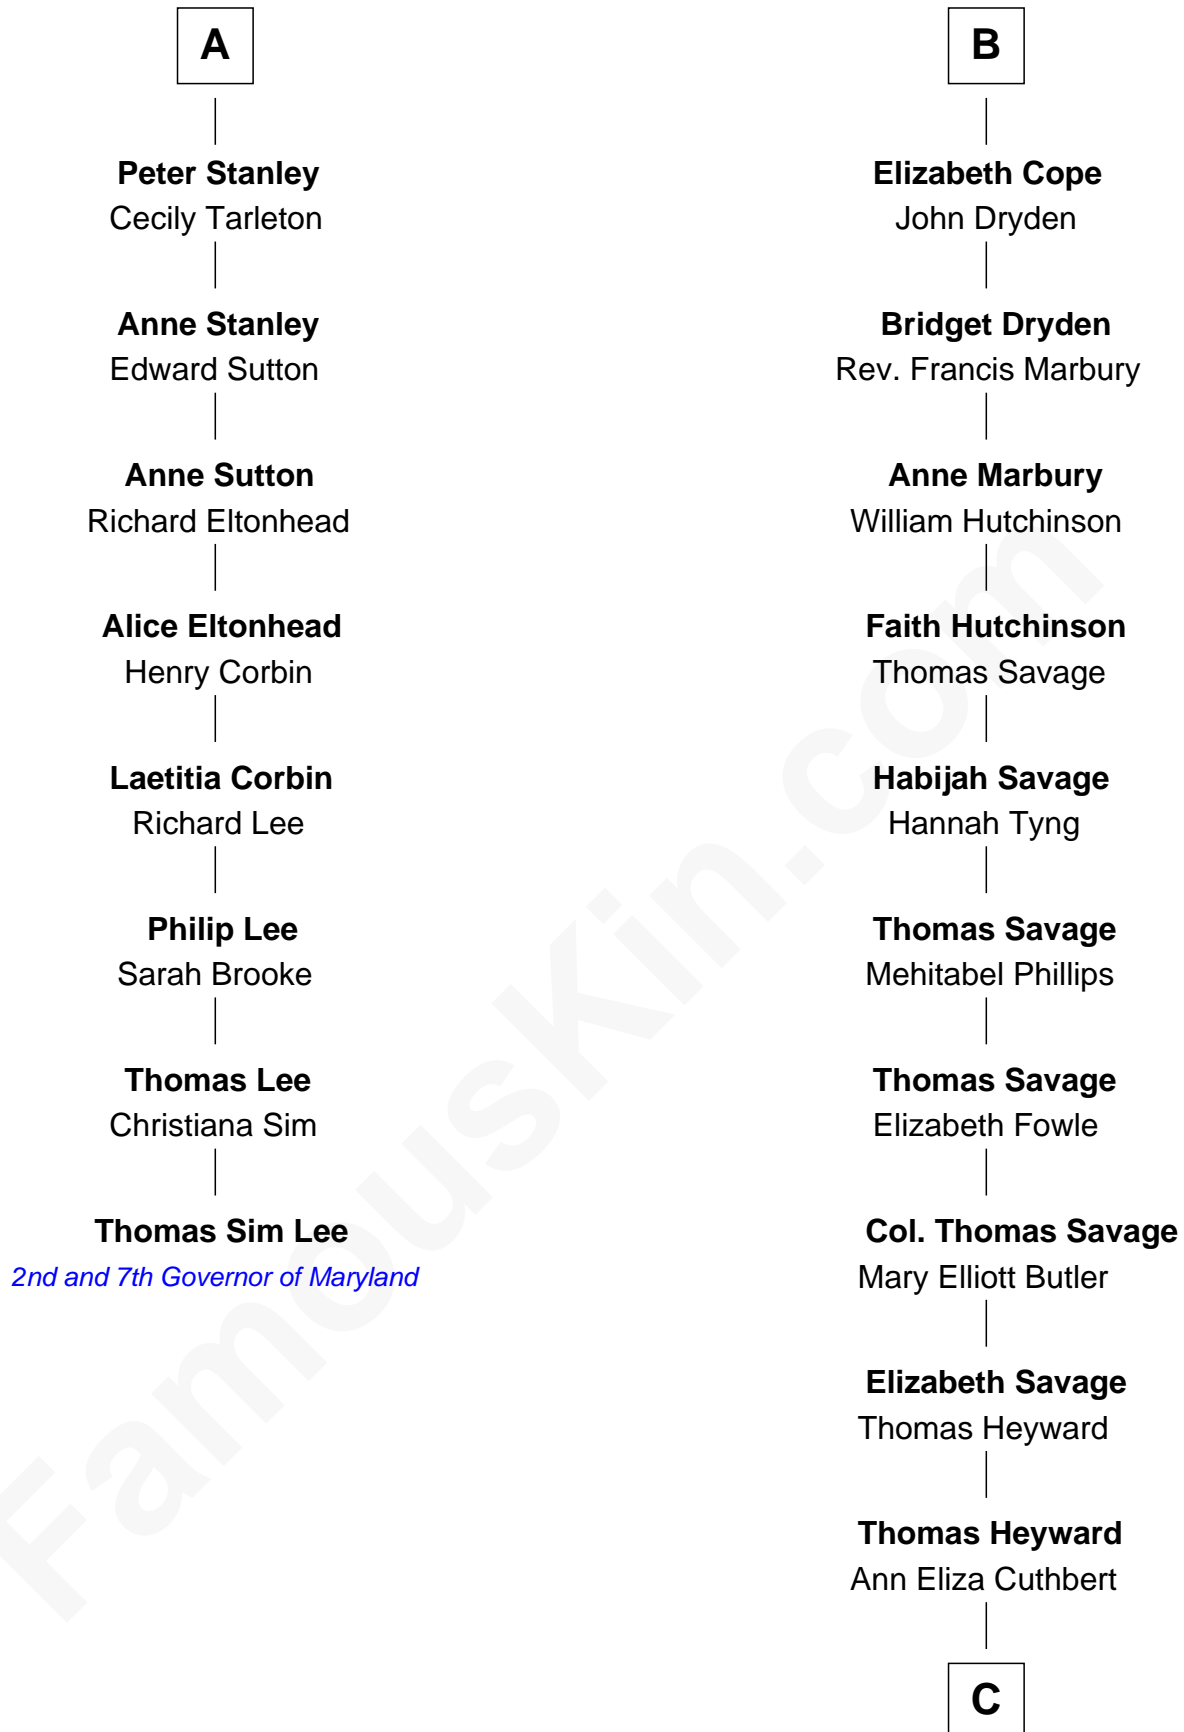 A
Peter Stanley
Cecily Tarleton
Anne Stanley
Edward Sutton
Anne Sutton
Richard Eltonhead
Alice Eltonhead
Henry Corbin
Laetitia Corbin
Richard Lee
Philip Lee
Sarah Brooke
Thomas Lee
Christiana Sim
Thomas Sim Lee
2nd and 7th Governor of Maryland
B
Elizabeth Cope
John Dryden
Bridget Dryden
Rev. Francis Marbury
Anne Marbury
William Hutchinson
Faith Hutchinson
Thomas Savage
Habijah Savage
Hannah Tyng
Thomas Savage
Mehitabel Phillips
Thomas Savage
Elizabeth Fowle
Col. Thomas Savage
Mary Elliott Butler
Elizabeth Savage
Thomas Heyward
Thomas Heyward
Ann Eliza Cuthbert
C
FamousKin.com